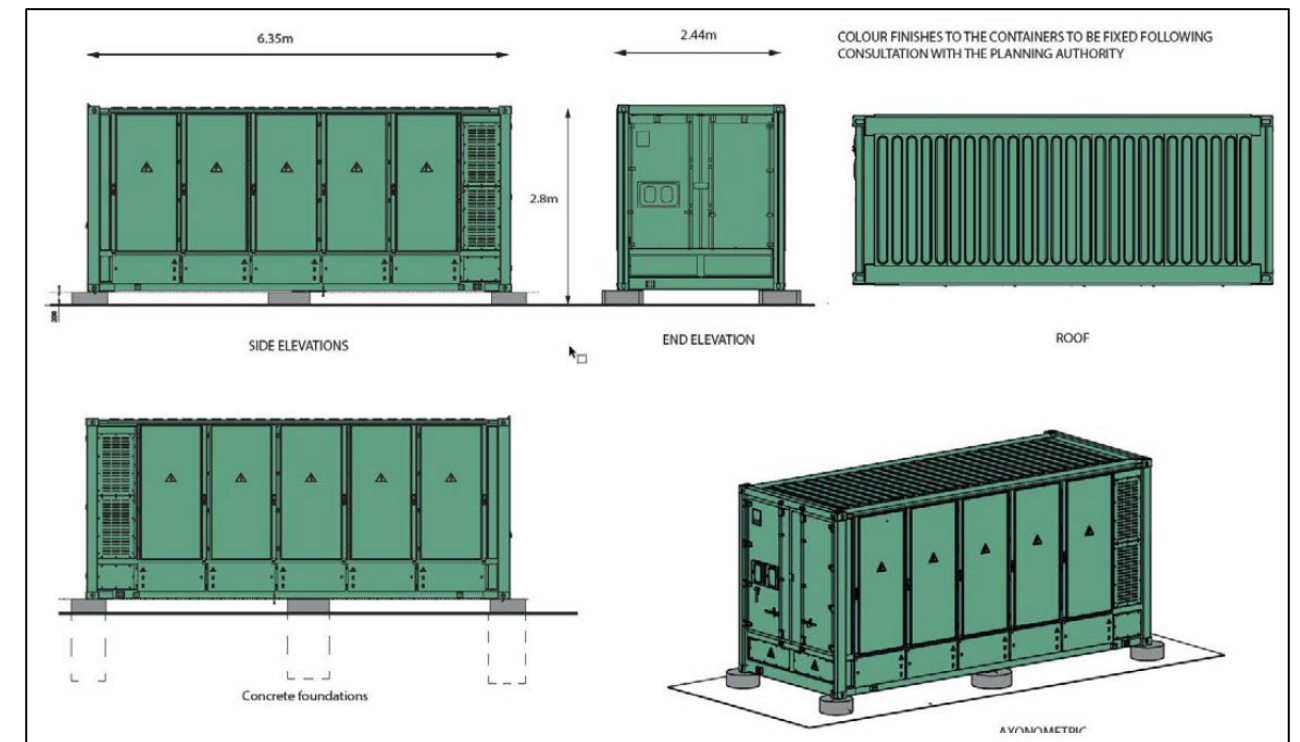 6.35m
2.44m
COLOUR FINISHES TO THE CONTAINERS TO BE FIXED FOLLOWING
CONSULTATION WITH THE PLANNING AUTHORITY
2.8m
SIDE ELEVATIONS
END ELEVATION
ROOF
Concrete foundations
AXONOMETRIC